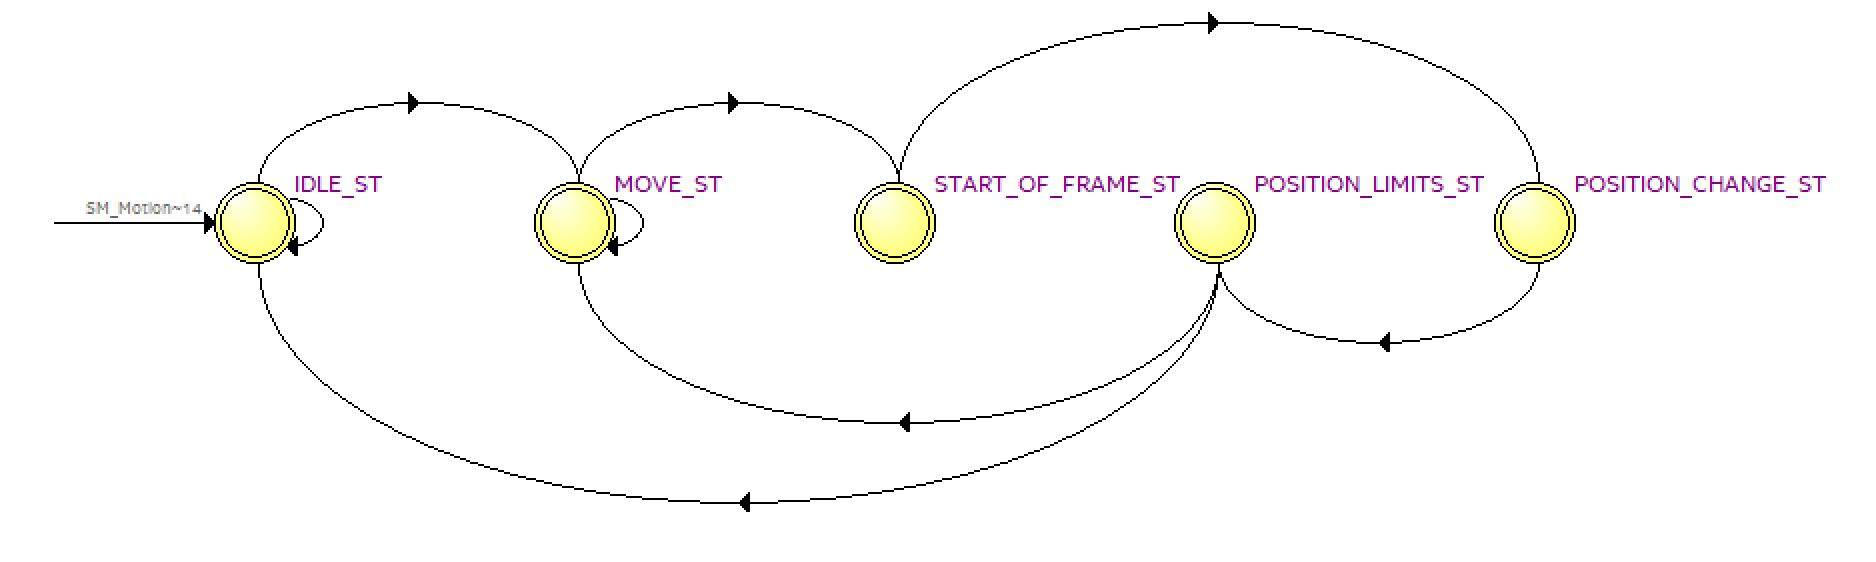 IDLE_ST
MOVE_ST
START_OF_FRAME_ST
POSITION_LIMITS_ST
POSITION_CHANGE_ST
SM_Motion~14